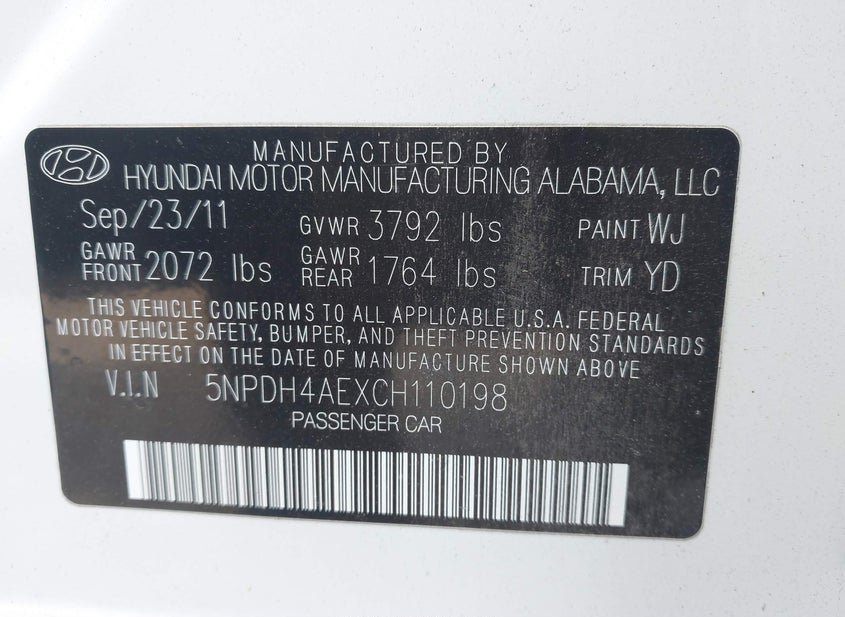 MANUFACTURED BY
HYUNDAI MOTOR MANUFACTURING ALABAMA, LLC
Sep/23/11 GVWR 3792 lbs PAINT WJ
GAWR FRONT 2072 lbs GAWR REAR 1764 lbs TRIM YD
THIS VEHICLE CONFORMS TO ALL APPLICABLE U.S.A. FEDERAL
MOTOR VEHICLE SAFETY, BUMPER, AND THEFT PREVENTION STANDARDS
IN EFFECT ON THE DATE OF MANUFACTURE SHOWN ABOVE
V.I.N 5NPDH4AEXCH110198
PASSENGER CAR